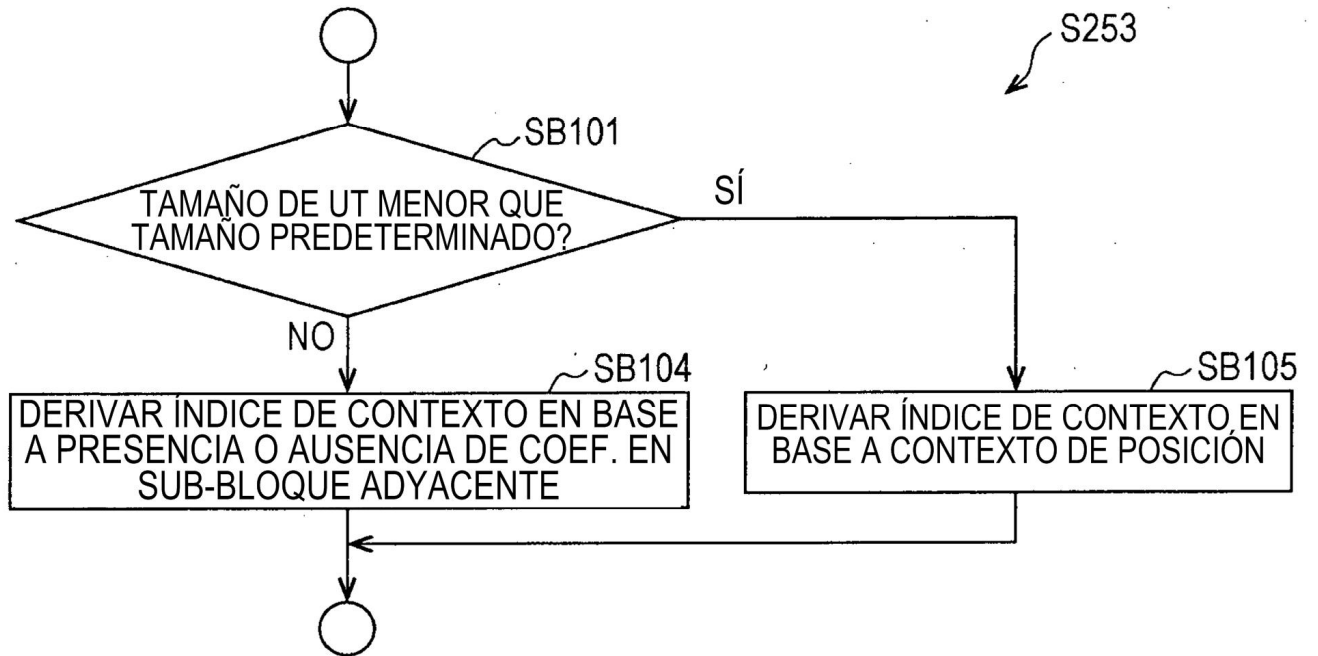 S253
SB101
TAMAÑO DE UT MENOR QUE
TAMAÑO PREDETERMINADO?
SÍ
NO
SB104
DERIVAR ÍNDICE DE CONTEXTO EN BASE
A PRESENCIA O AUSENCIA DE COEF. EN
SUB-BLOQUE ADYACENTE
SB105
DERIVAR ÍNDICE DE CONTEXTO EN
BASE A CONTEXTO DE POSICIÓN